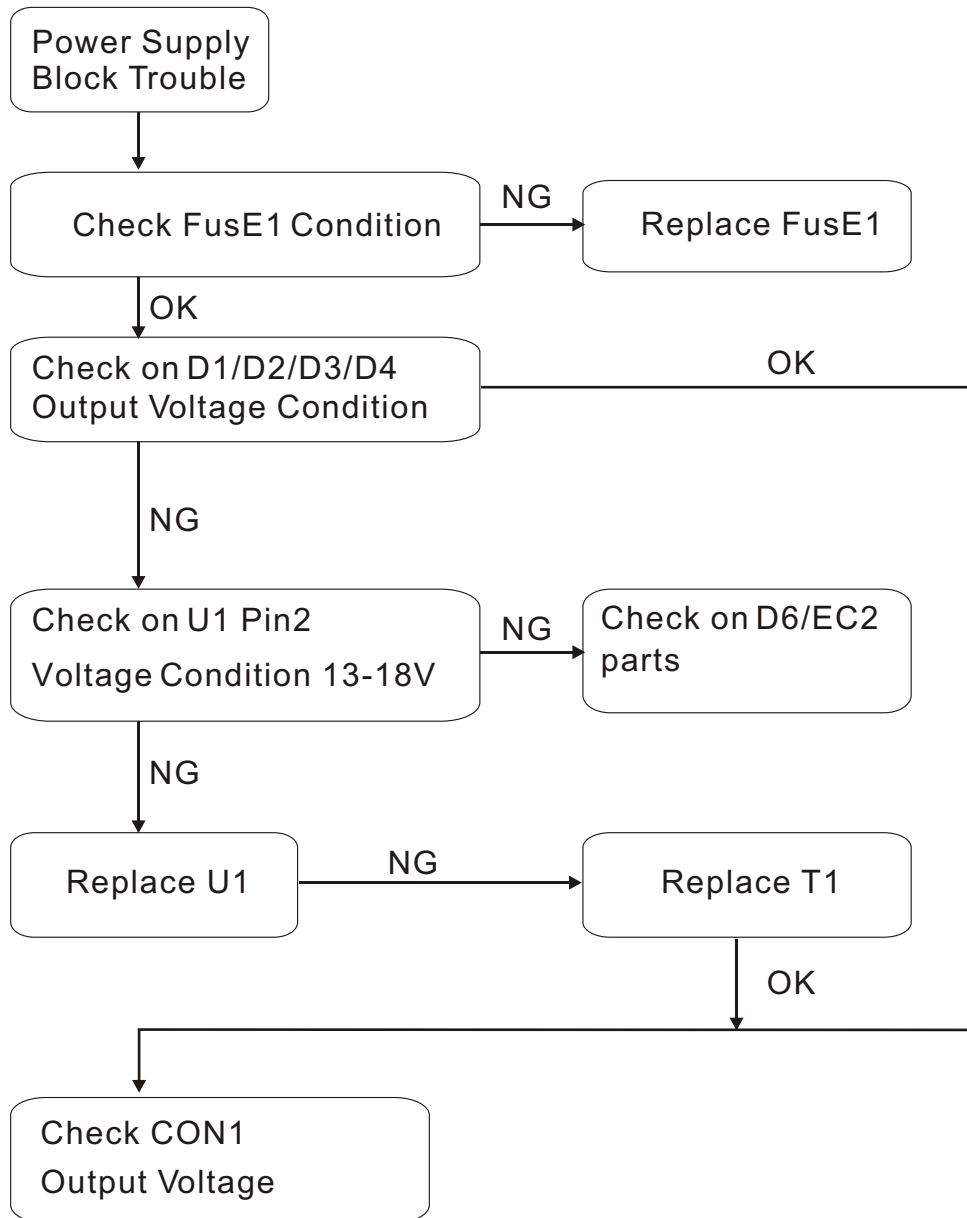 Power Supply
Block Trouble
Check FusE1 Condition
NG
Replace FusE1
OK
Check on D1/D2/D3/D4
Output Voltage Condition
OK
NG
Check on U1 Pin2
Voltage Condition 13-18V
NG
Check on D6/EC2
parts
NG
Replace U1
NG
Replace T1
OK
Check CON1
Output Voltage